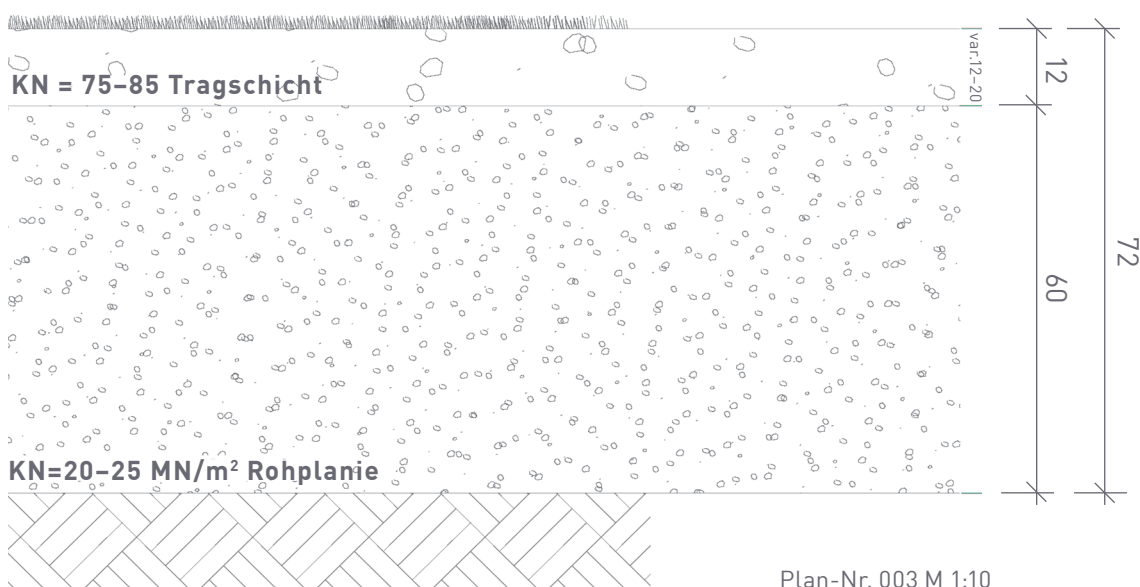 var.12–20
12
KN = 75–85 Tragschicht
72
60
KN=20–25 MN/m² Rohplanie
Plan-Nr. 003 M 1:10